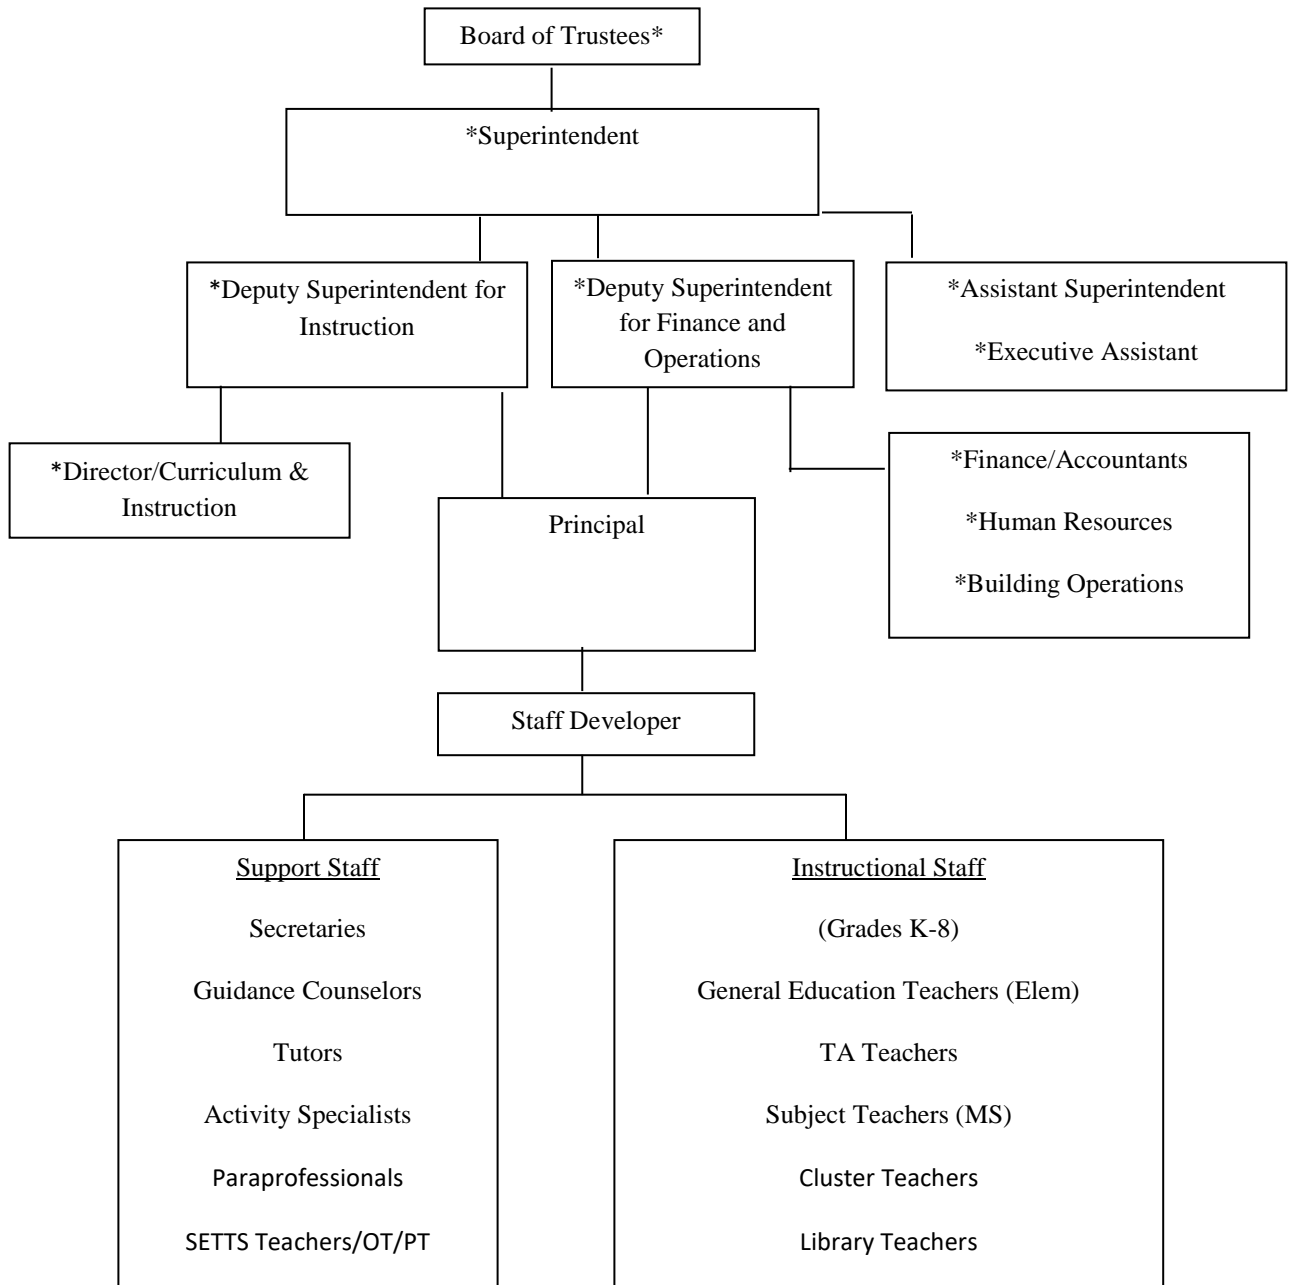 Board of Trustees*
*Superintendent
*Deputy Superintendent for
Instruction
*Deputy Superintendent
for Finance and
Operations
*Assistant Superintendent
*Executive Assistant
*Director/Curriculum &
Instruction
*Finance/Accountants
*Human Resources
*Building Operations
Principal
Staff Developer
Support Staff
Secretaries
Guidance Counselors
Tutors
Activity Specialists
Paraprofessionals
SETTS Teachers/OT/PT
Instructional Staff
(Grades K-8)
General Education Teachers (Elem)
TA Teachers
Subject Teachers (MS)
Cluster Teachers
Library Teachers